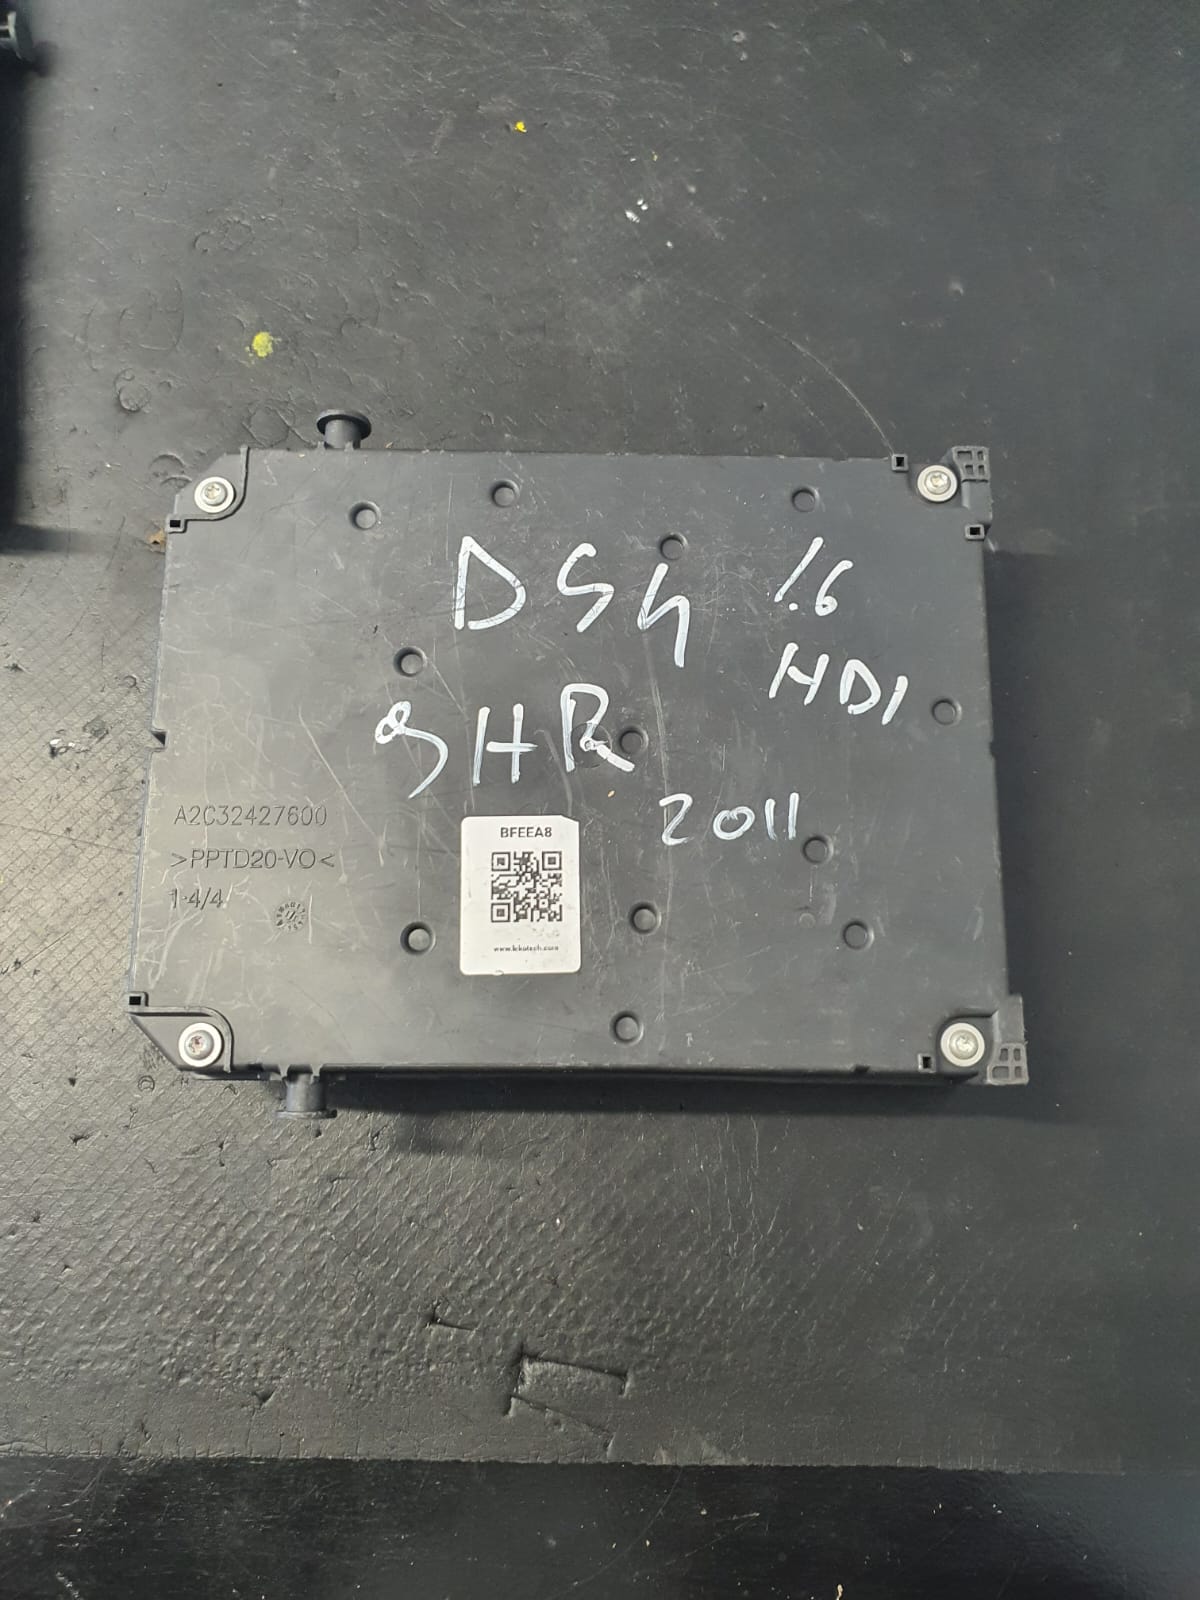 DS4 1.6
HDI
9HR
2011
A2C32427600
>PPTD20-VO<
1-4/4
BFEEA8